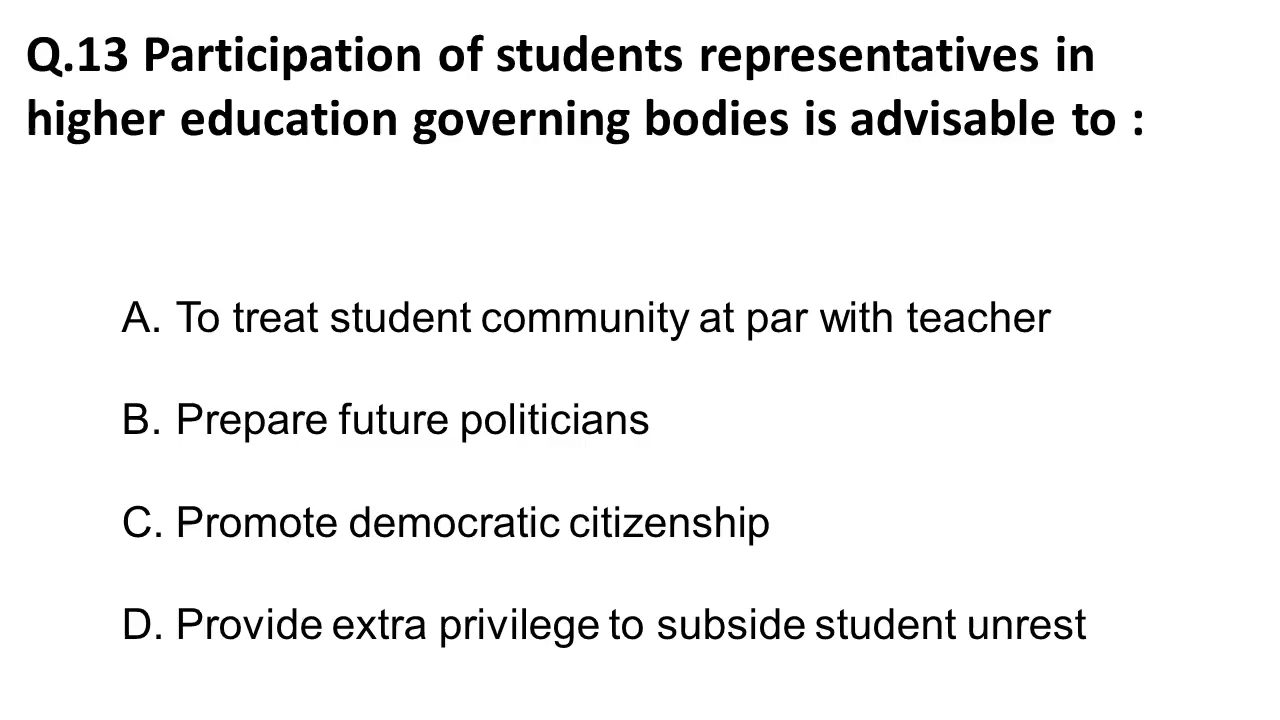 Q.13 Participation of students representatives in
higher education governing bodies is advisable to :
A. To treat student community at par with teacher
B. Prepare future politicians
C. Promote democratic citizenship
D. Provide extra privilege to subside student unrest